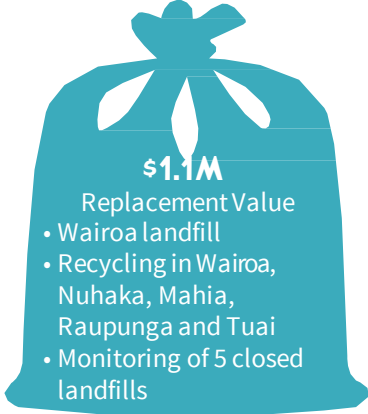 $1.1M
Replacement Value
• Wairoa landfill
• Recycling in Wairoa,
Nuhaka, Mahia,
Raupunga and Tuai
• Monitoring of 5 closed
landfills